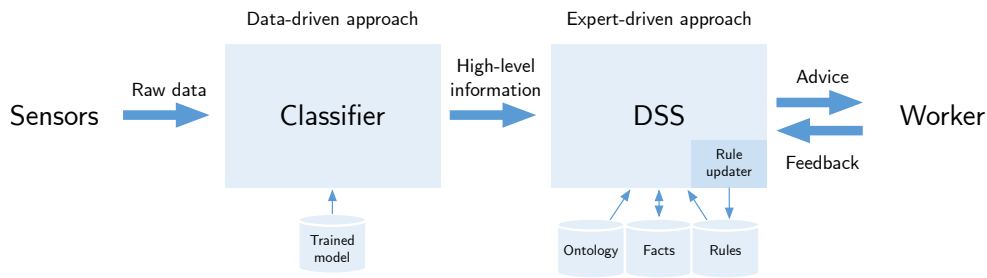 Data-driven approach
Expert-driven approach
Sensors
Raw data
Classifier
High-level
information
DSS
Rule
updater
Advice
Feedback
Worker
Trained
model
Ontology
Facts
Rules